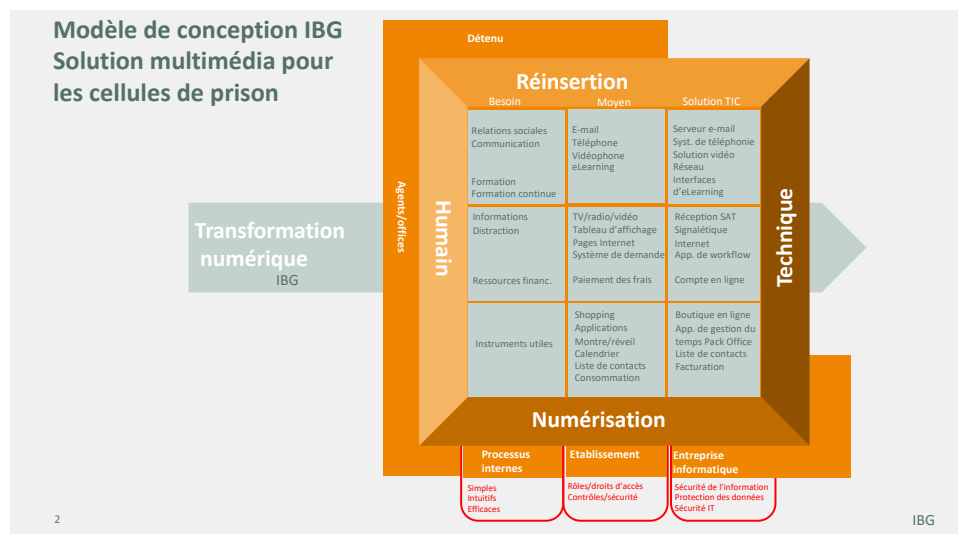 Modèle de conception IBG
Solution multimédia pour
les cellules de prison
Détenu
Réinsertion
Besoin
Moyen
Solution TIC
Agents/offices
Humain
Technique
Transformation
numérique
IBG
Relations sociales
Communication
Formation
Formation continue
E-mail
Téléphone
Vidéophone
eLearning
Serveur e-mail
Syst. de téléphonie
Solution vidéo
Réseau
Interfaces
d'eLearning
Informations
Distraction
Ressources financ.
TV/radio/vidéo
Tableau d'affichage
Pages Internet
Système de demande
Paiement des frais
Réception SAT
Signalétique
Internet
App. de workflow
Compte en ligne
Instruments utiles
Shopping
Applications
Montre/réveil
Calendrier
Liste de contacts
Consommation
Boutique en ligne
App. de gestion du
temps Pack Office
Liste de contacts
Facturation
Numérisation
Processus
internes
Etablissement
Entreprise
informatique
Simples
Intuitifs
Efficaces
Rôles/droits d'accès
Contrôles/sécurité
Sécurité de l'information
Protection des données
Sécurité IT
2
IBG